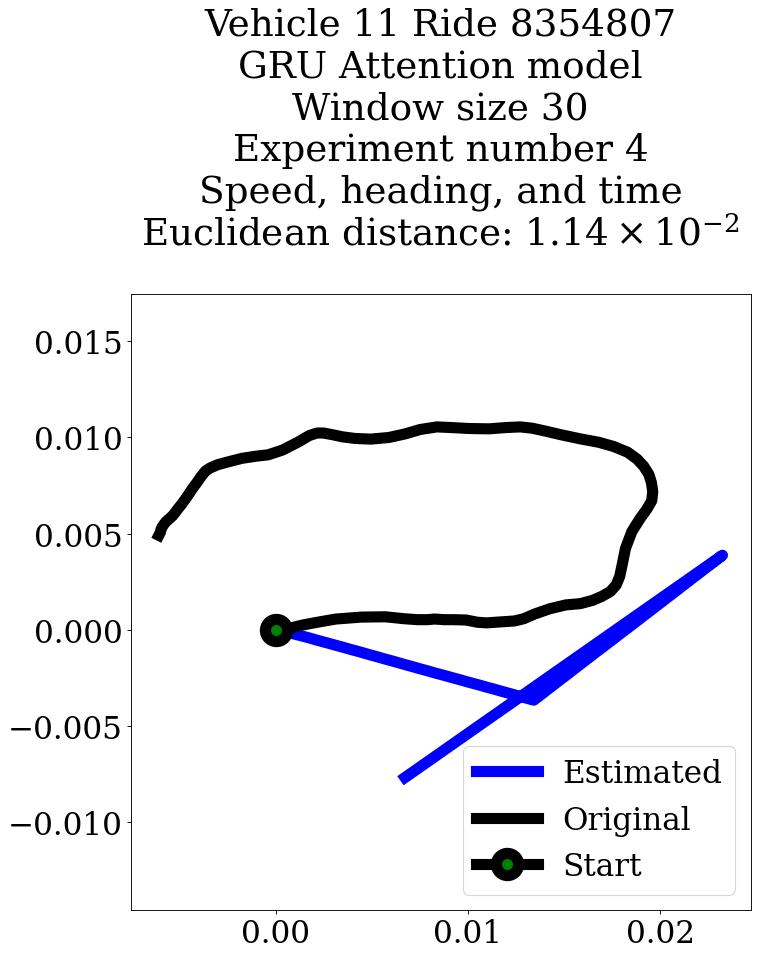 Vehicle 11 Ride 8354807
GRU Attention model
Window size 30
Experiment number 4
Speed, heading, and time
Euclidean distance: 1.14 × 10⁻²
0.015
0.010
0.005
0.000
−0.005
−0.010
Estimated
Original
Start
0.00 0.01 0.02